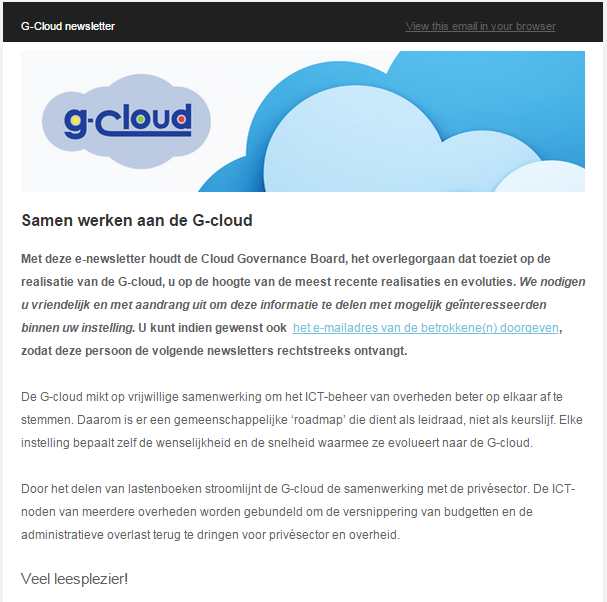 G-Cloud newsletter
View this email in your browser
g-cloud
Samen werken aan de G-cloud
Met deze e-newsletter houdt de Cloud Governance Board, het overlegorgaan dat toeziet op de
realisatie van de G-cloud, u op de hoogte van de meest recente realisaties en evoluties. We nodigen
u vriendelijk en met aandrang uit om deze informatie te delen met mogelijk geïnteresseerden
binnen uw instelling. U kunt indien gewenst ook het e-mailadres van de betrokkene(n) doorgeven,
zodat deze persoon de volgende newsletters rechtstreeks ontvangt.
De G-cloud mikt op vrijwillige samenwerking om het ICT-beheer van overheden beter op elkaar af te
stemmen. Daarom is er een gemeenschappelijke ‘roadmap’ die dient als leidraad, niet als keurslijf. Elke
instelling bepaalt zelf de wenselijkheid en de snelheid waarmee ze evolueert naar de G-cloud.
Door het delen van lastenboeken stroomlijnt de G-cloud de samenwerking met de privésector. De ICT-
noden van meerdere overheden worden gebundeld om de versnippering van budgetten en de
administratieve overlast terug te dringen voor privésector en overheid.
Veel leesplezier!